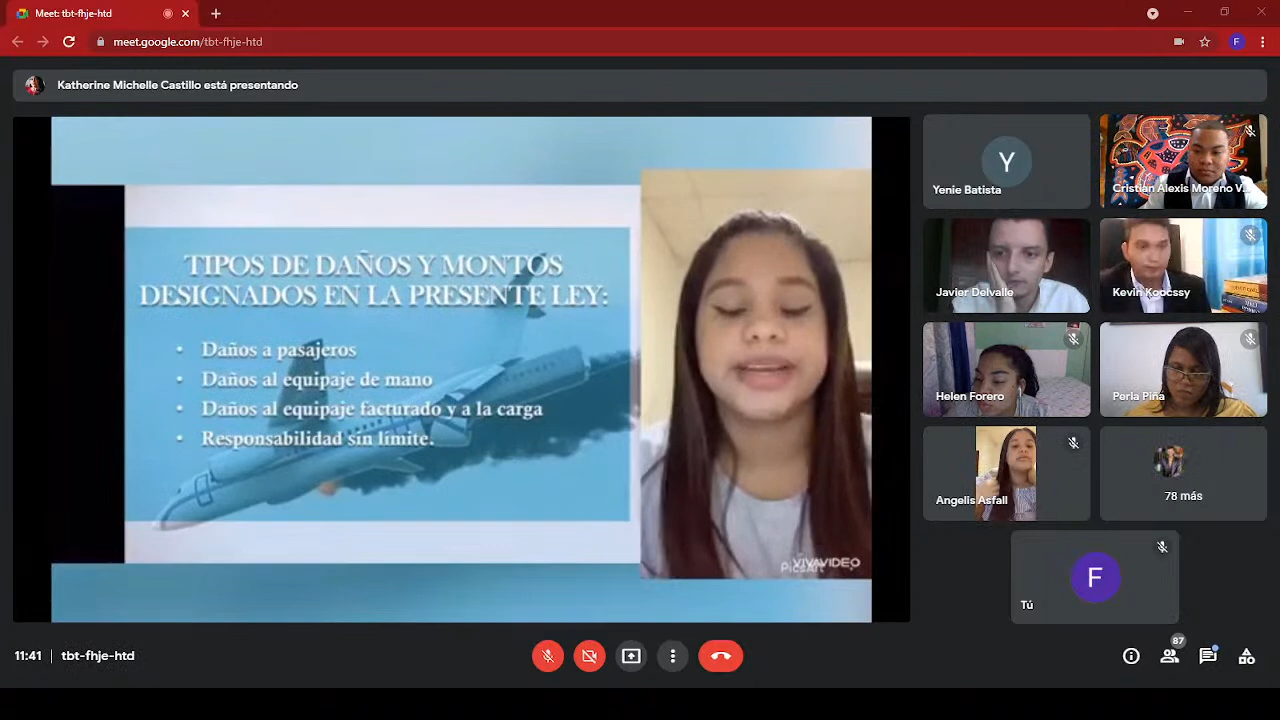 Meet: tbt-fhje-htd
meet.google.com/tbt-fhje-htd
F
Katherine Michelle Castillo está presentando
TIPOS DE DAÑOS Y MONTOS
DESIGNADOS EN LA PRESENTE LEY:
• Daños a pasajeros
• Daños al equipaje de mano
• Daños al equipaje facturado y a la carga
• Responsabilidad sin límite.
VIVAVIDEO
PicsArt
Y
Yenie Batista
Cristian Alexis Moreno V...
Javier Delvalle
Kevin Koocssy
Helen Forero
Perla Piña
Angelis Asfall
78 más
F
Tú
11:41
tbt-fhje-htd
87